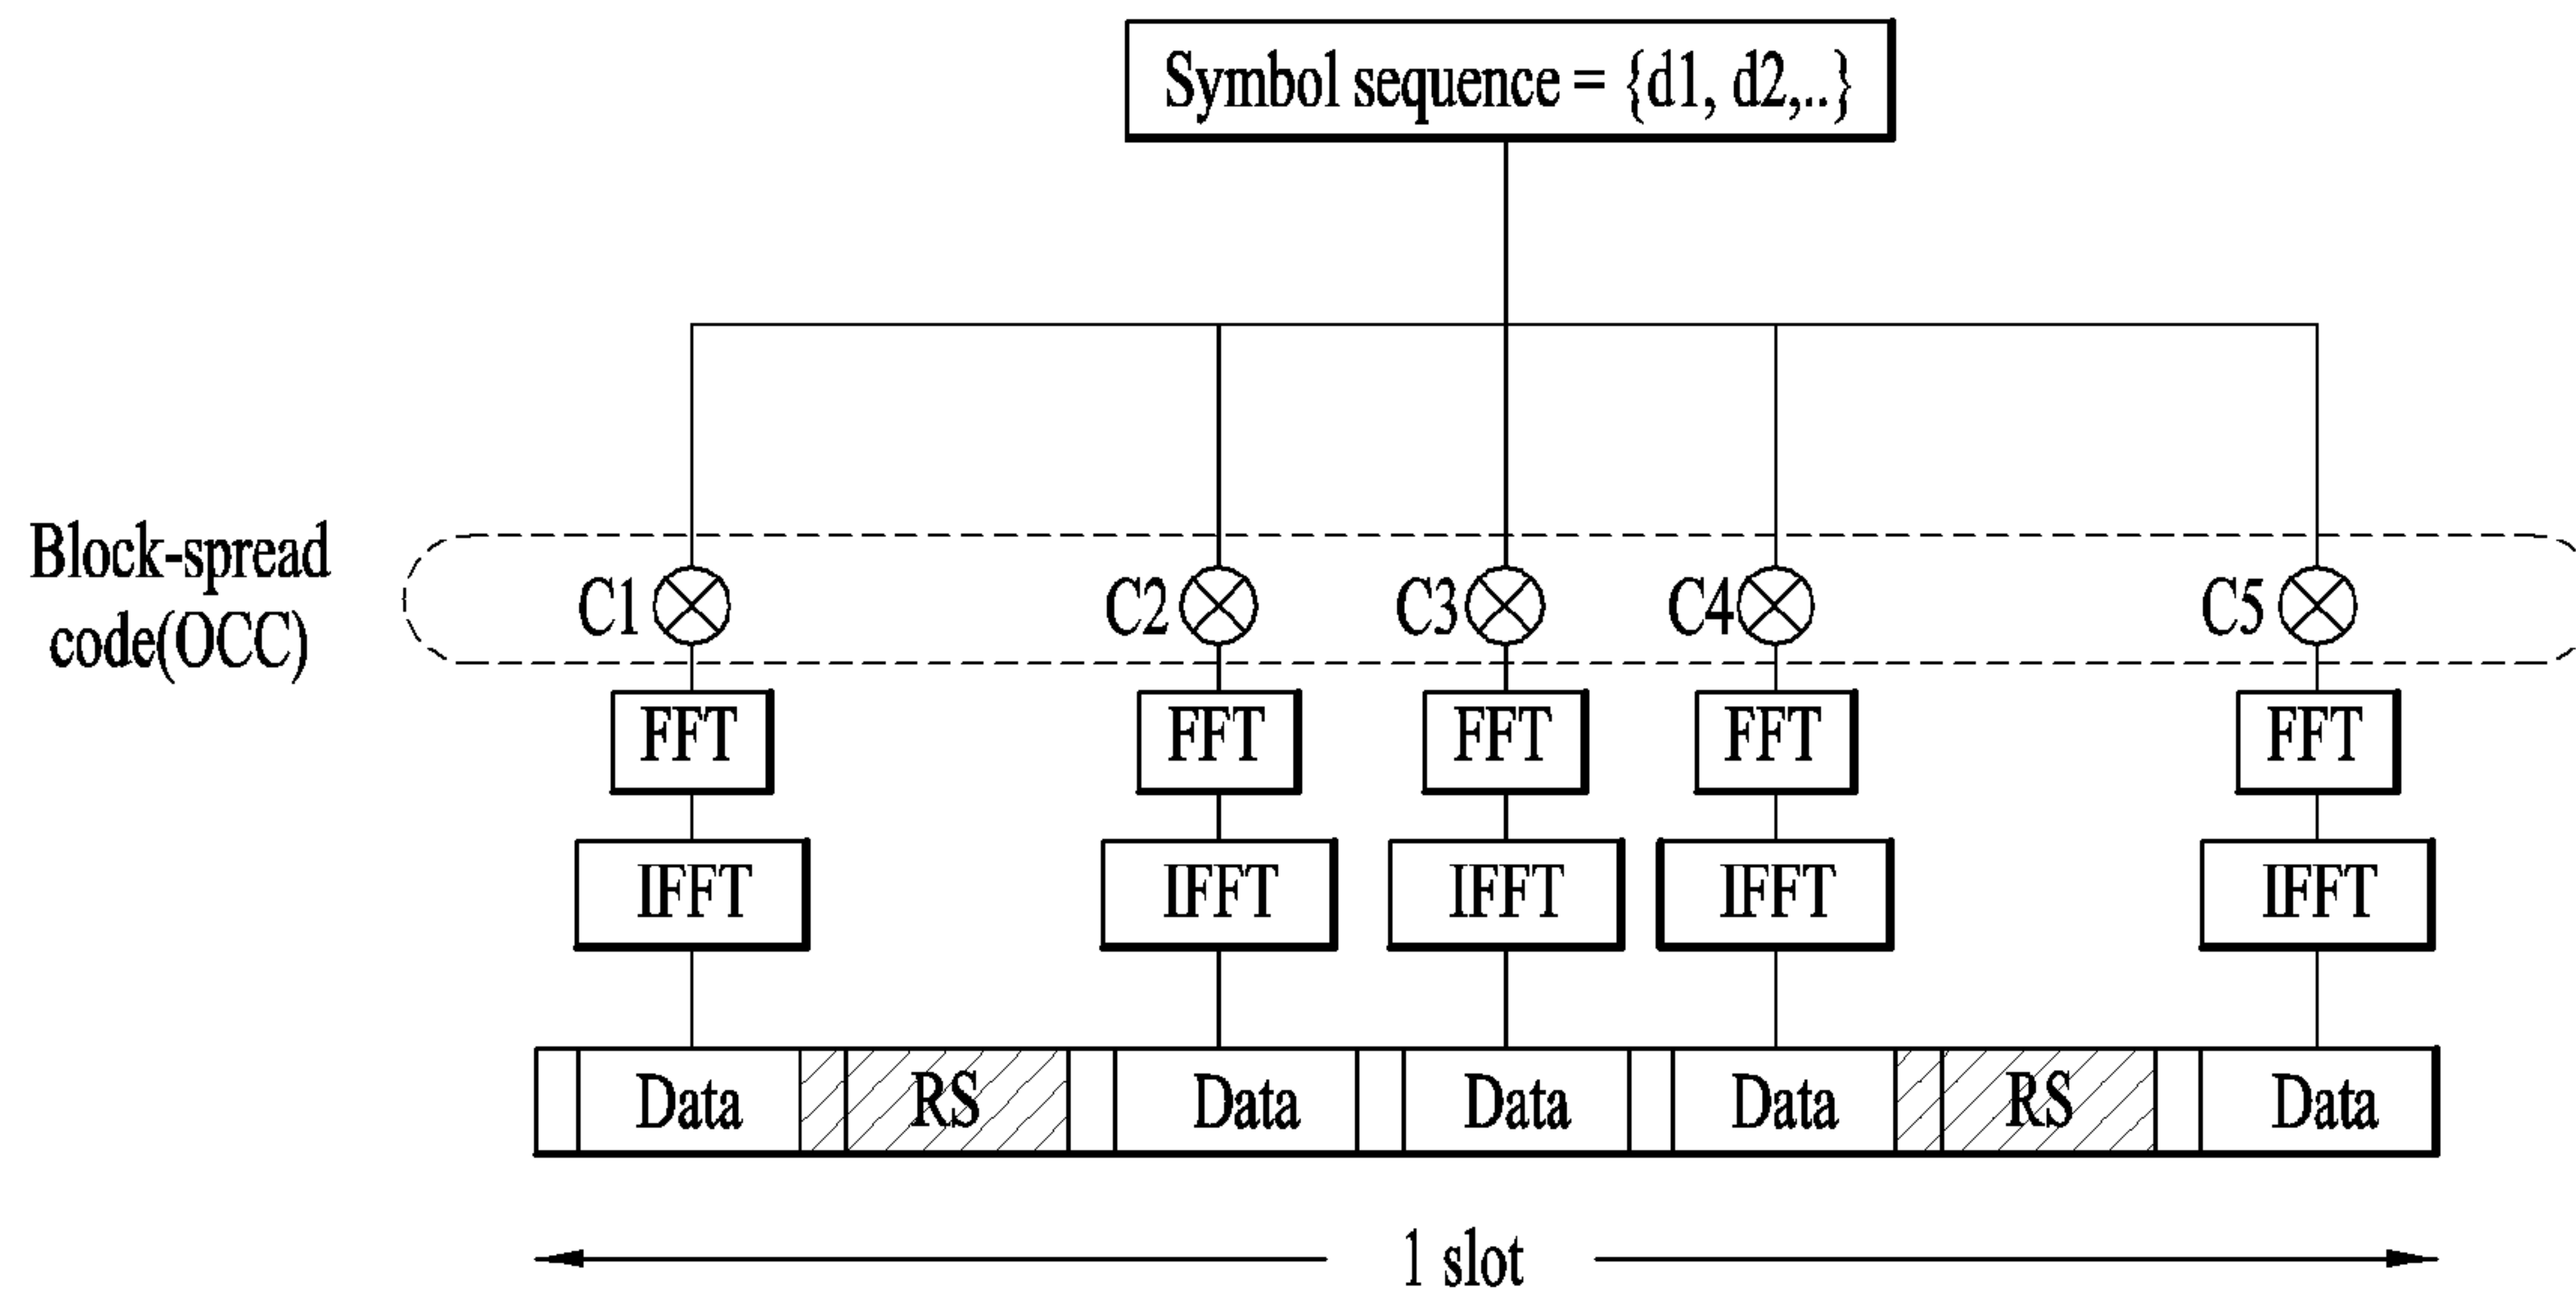 Symbol sequence = {d1, d2,..}
Block-spread
code(OCC)
C1 C2 C3 C4 C5
FFT FFT FFT FFT FFT
IFFT IFFT IFFT IFFT IFFT
Data RS Data Data Data RS Data
1 slot